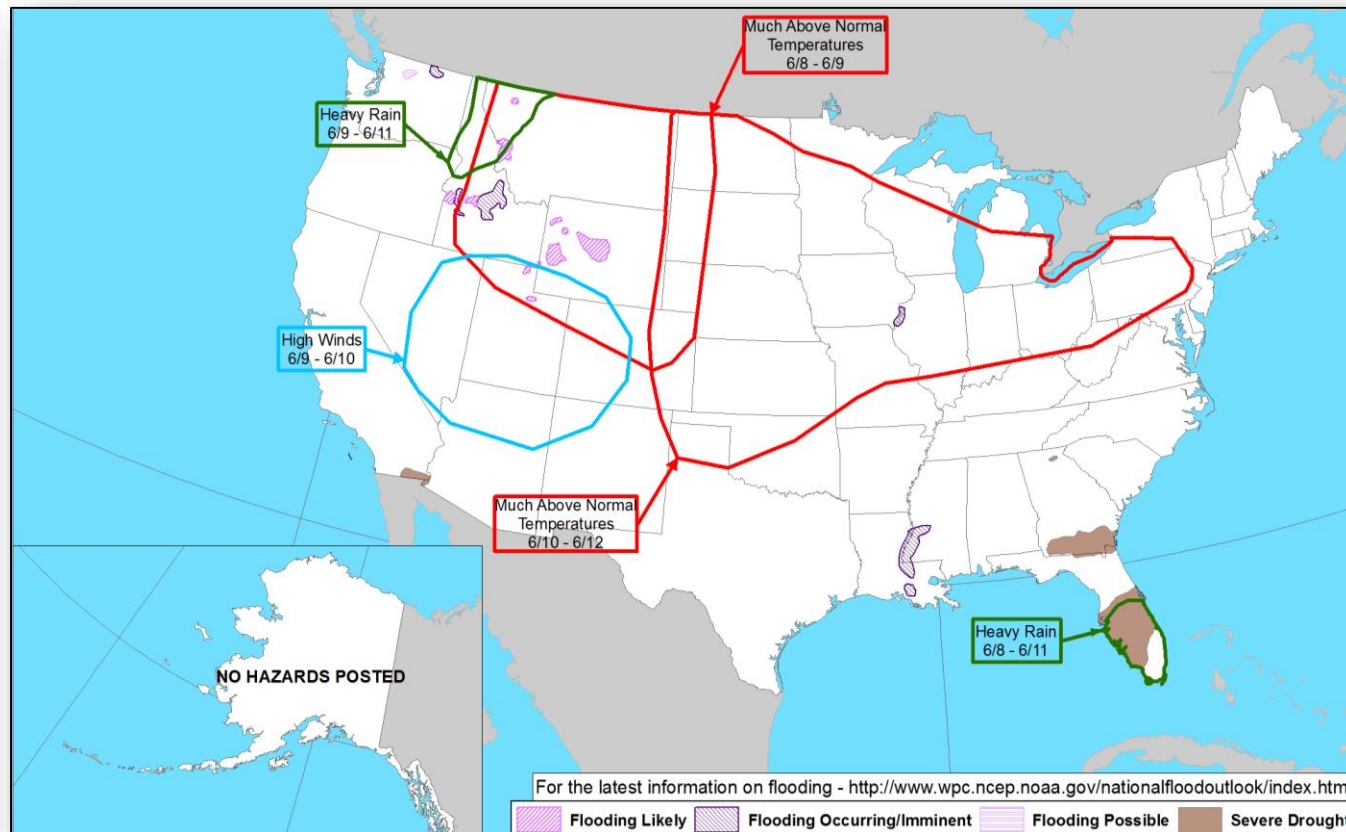 Much Above Normal
Temperatures
6/8 - 6/9
Heavy Rain
6/9 - 6/11
High Winds
6/9 - 6/10
Much Above Normal
Temperatures
6/10 - 6/12
Heavy Rain
6/8 - 6/11
NO HAZARDS POSTED
For the latest information on flooding - http://www.wpc.ncep.noaa.gov/nationalfloodoutlook/index.htm
Flooding Likely
Flooding Occurring/Imminent
Flooding Possible
Severe Drought